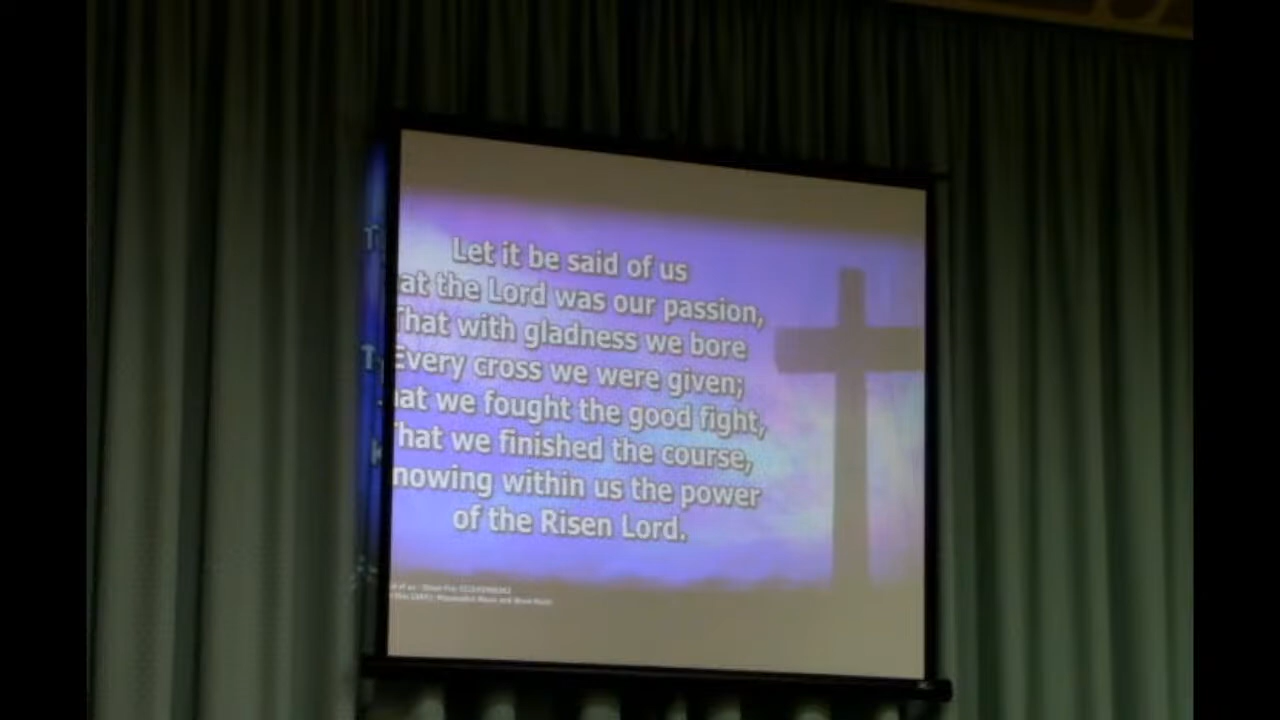 Let it be said of us
at the Lord was our passion,
That with gladness we bore
Every cross we were given;
hat we fought the good fight,
That we finished the course,
nowing within us the power
of the Risen Lord.